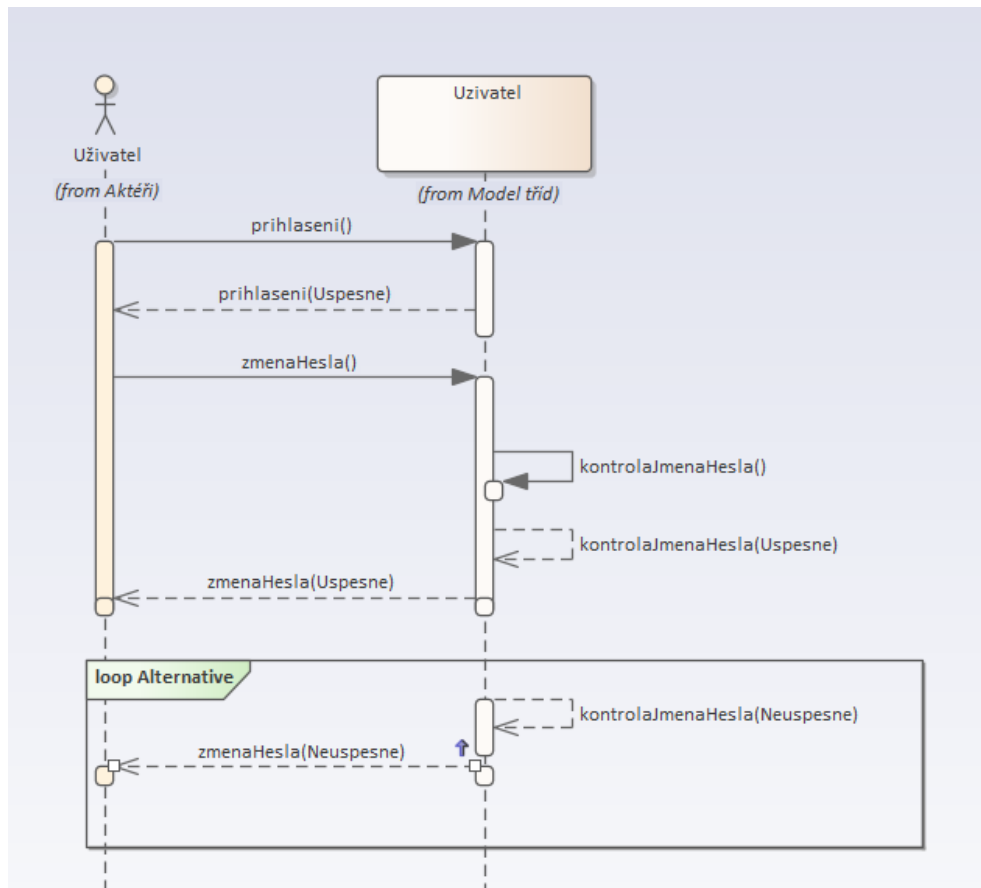 Uzivatel
Uživatel
(from Aktéři)
(from Model tříd)
prihlaseni()
prihlaseni(Uspesne)
zmenaHesla()
kontrolaJmenaHesla()
kontrolaJmenaHesla(Uspesne)
zmenaHesla(Uspesne)
loop Alternative
kontrolaJmenaHesla(Neuspesne)
zmenaHesla(Neuspesne)